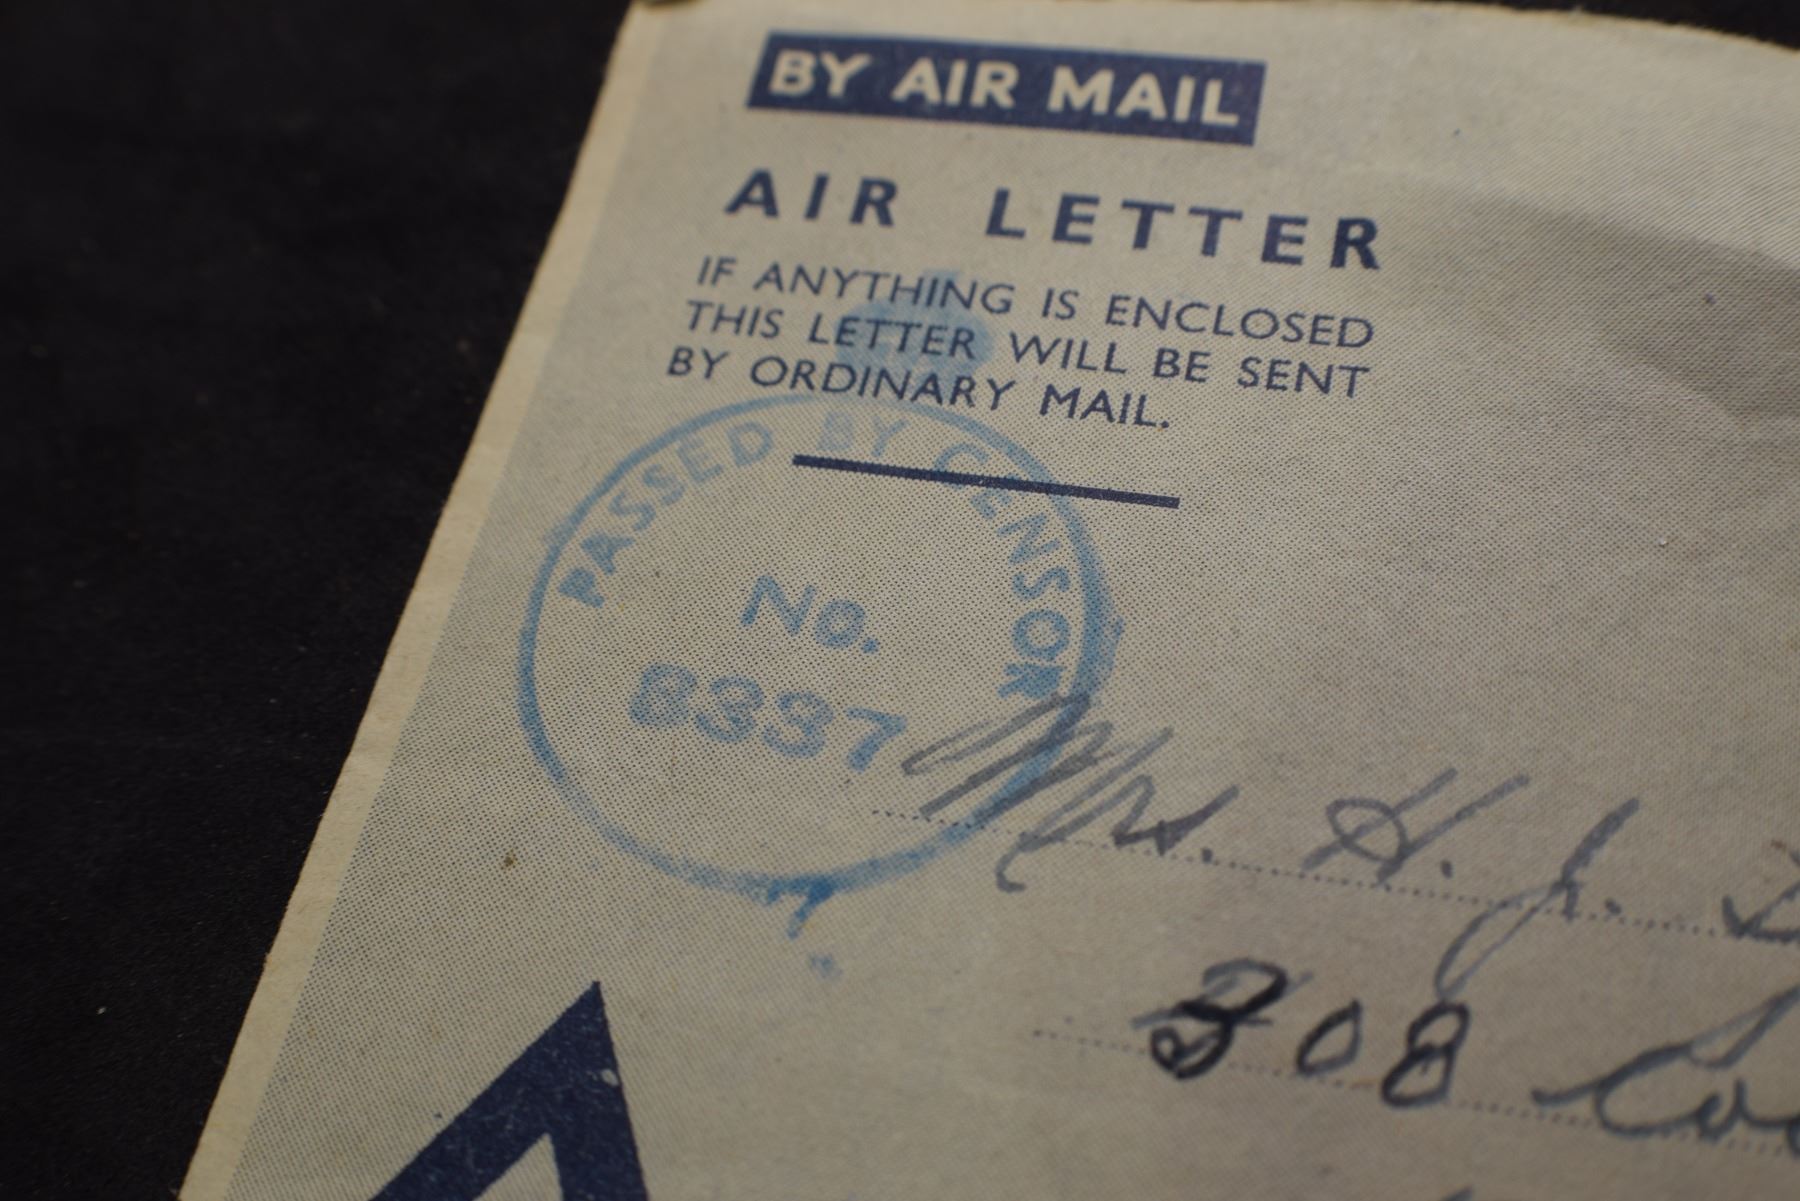 BY AIR MAIL
AIR LETTER
IF ANYTHING IS ENCLOSED
THIS LETTER WILL BE SENT
BY ORDINARY MAIL.
PASSED BY CENSOR
No.
B337
Mrs. H. J.
308